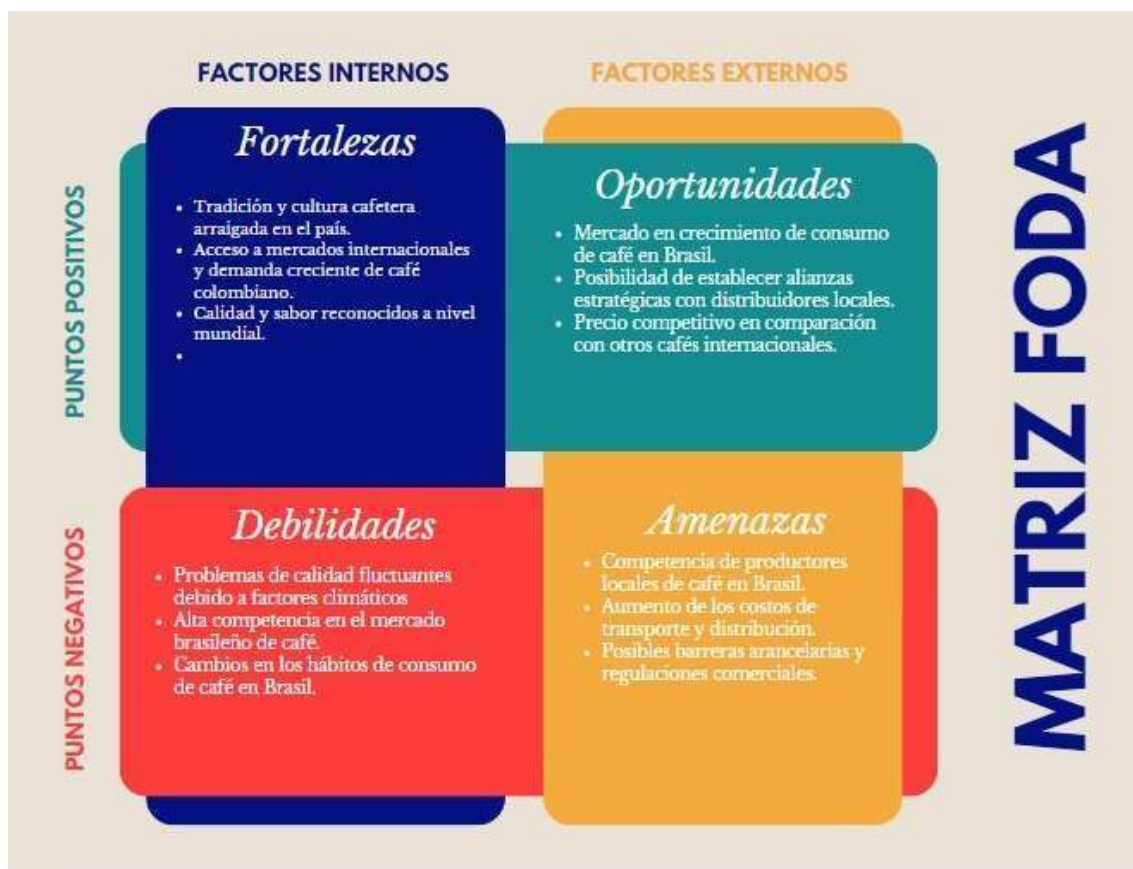 FACTORES INTERNOS
FACTORES EXTERNOS
PUNTOS POSITIVOS
Fortalezas
• Tradición y cultura cafetera
arraigada en el país.
• Acceso a mercados internacionales
y demanda creciente de café
colombiano.
• Calidad y sabor reconocidos a nivel
mundial.
•
Oportunidades
• Mercado en crecimiento de consumo
de café en Brasil.
• Posibilidad de establecer alianzas
estratégicas con distribuidores locales.
• Precio competitivo en comparación
con otros cafés internacionales.
PUNTOS NEGATIVOS
Debilidades
• Problemas de calidad fluctuantes
debido a factores climáticos
• Alta competencia en el mercado
brasileño de café.
• Cambios en los hábitos de consumo
de café en Brasil.
Amenazas
• Competencia de productores
locales de café en Brasil.
• Aumento de los costos de
transporte y distribución.
• Posibles barreras arancelarias y
regulaciones comerciales.
MATRIZ FODA